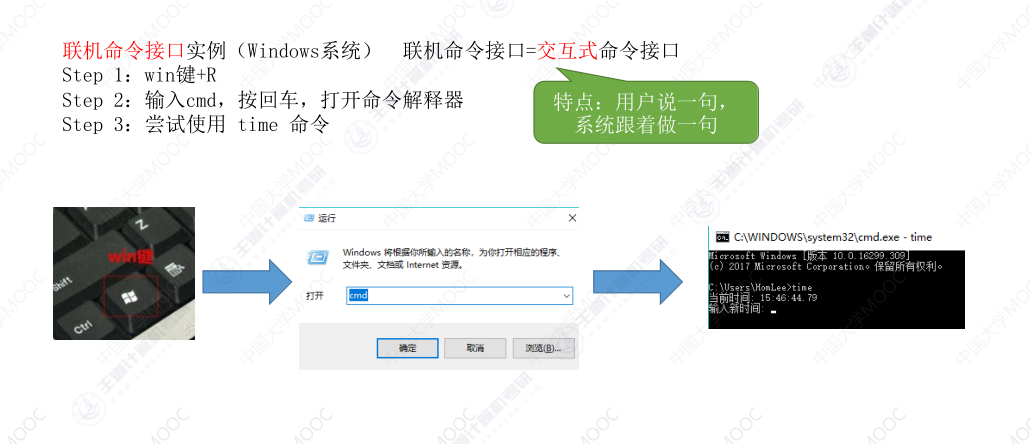 联机命令接口实例（Windows系统） 联机命令接口=交互式命令接口
Step 1：win键+R
Step 2：输入cmd，按回车，打开命令解释器
Step 3：尝试使用 time 命令
特点：用户说一句，
系统跟着做一句
Z
win键
Shift
Ctrl
运行
Windows 将根据你所输入的名称，为你打开相应的程序、
文件夹、文档或 Internet 资源。
打开
cmd
确定 取消 浏览(B)...
C:\WINDOWS\system32\cmd.exe - time
Microsoft Windows [版本 10.0.16299.309]
(c) 2017 Microsoft Corporation。保留所有权利。
C:\Users\HomLee>time
当前时间: 15:46:44.79
输入新时间:
中国大学MOOC
王道计算机考研